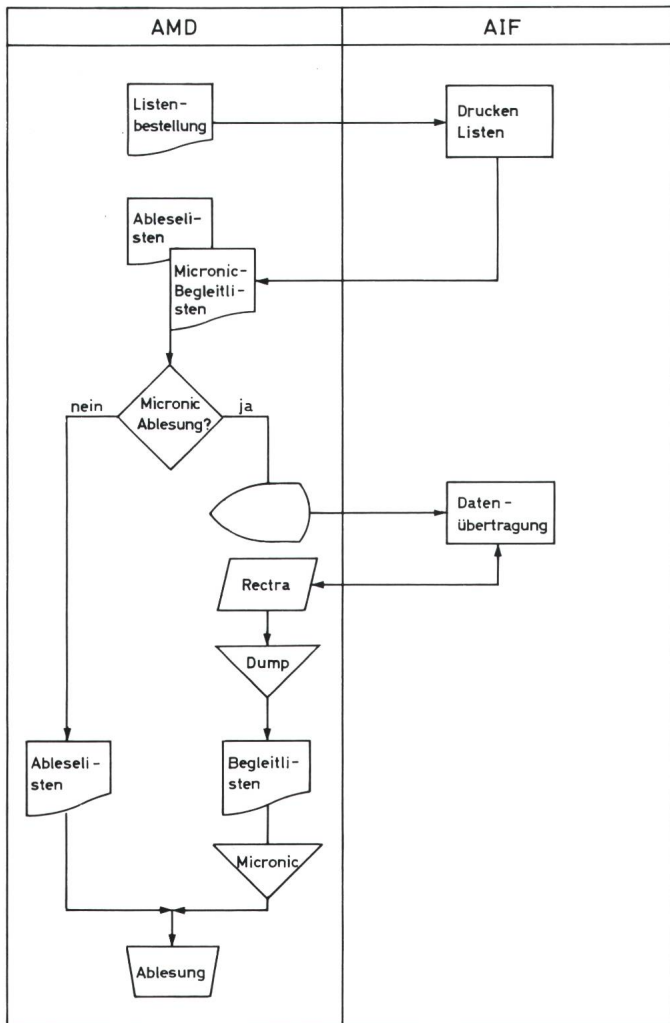 AMD
AIF
Listen-
bestellung
Drucken
Listen
Ableseli-
sten
Micronic-
Begleitli-
sten
nein
Micronic
Ablesung?
ja
Daten-
übertragung
Rectra
Dump
Ableseli-
sten
Begleitli-
sten
Micronic
Ablesung